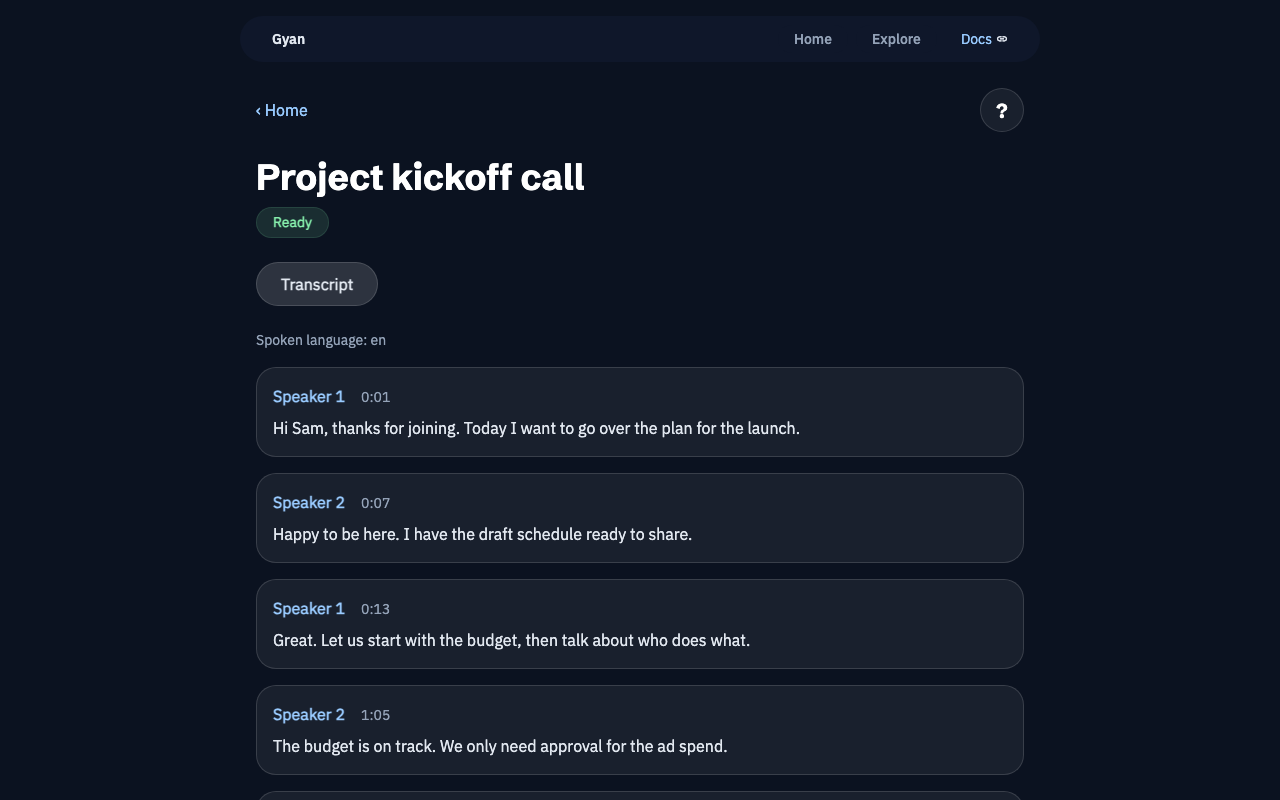 Gyan
Home
Explore
Docs
‹ Home
?
Project kickoff call
Ready
Transcript
Spoken language: en
Speaker 1 0:01
Hi Sam, thanks for joining. Today I want to go over the plan for the launch.
Speaker 2 0:07
Happy to be here. I have the draft schedule ready to share.
Speaker 1 0:13
Great. Let us start with the budget, then talk about who does what.
Speaker 2 1:05
The budget is on track. We only need approval for the ad spend.